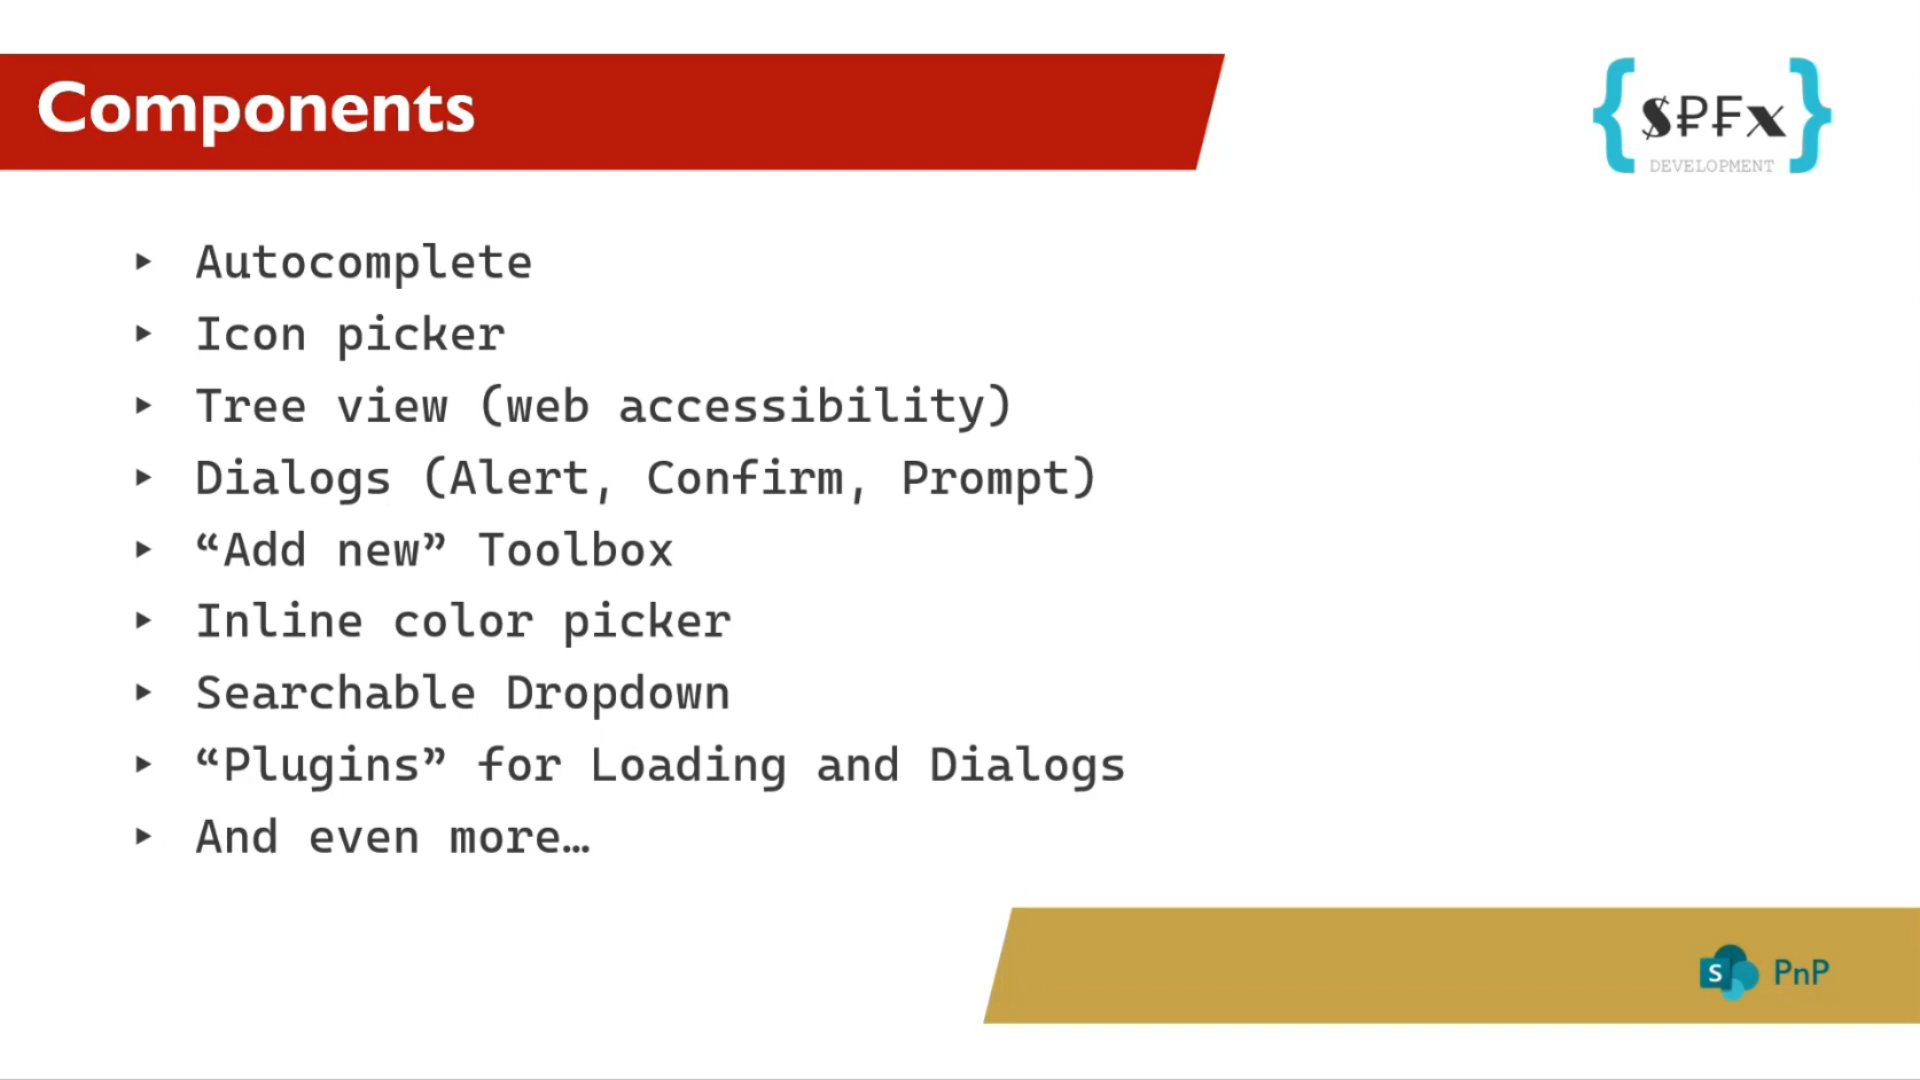 Components
$₽₣x
DEVELOPMENT
‣ Autocomplete
‣ Icon picker
‣ Tree view (web accessibility)
‣ Dialogs (Alert, Confirm, Prompt)
‣ “Add new” Toolbox
‣ Inline color picker
‣ Searchable Dropdown
‣ “Plugins” for Loading and Dialogs
‣ And even more…
S PnP